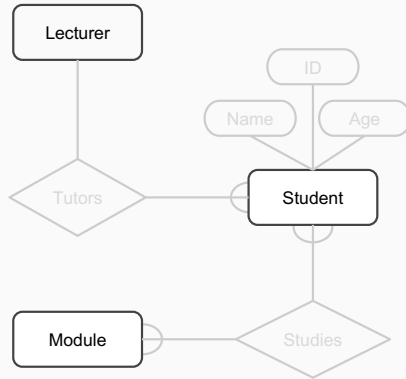 Lecturer
ID
Name
Age
Tutors
Student
Module
Studies